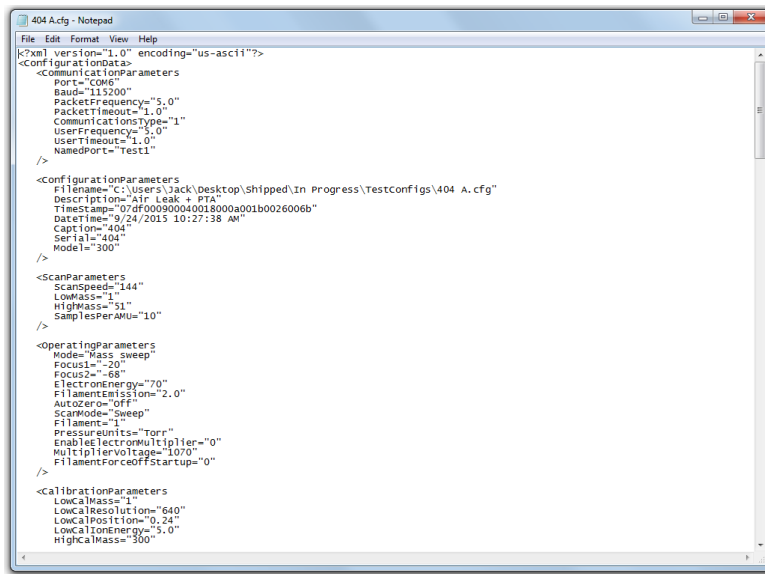 404 A.cfg - Notepad
File Edit Format View Help
<?xml version="1.0" encoding="us-ascii"?>
<ConfigurationData>
<CommunicationParameters
Port="COM6"
Baud="115200"
PacketFrequency="5.0"
PacketTimeout="1.0"
CommunicationsType="1"
UserFrequency="5.0"
UserTimeout="1.0"
NamedPort="Test1"
/>
<ConfigurationParameters
Filename="C:\Users\Jack\Desktop\Shipped\In Progress\TestConfigs\404 A.cfg"
Description="Air Leak + PTA"
TimeStamp="07df000900040018000a001b0026006b"
DateTime="9/24/2015 10:27:38 AM"
Caption="404"
Serial="404"
Model="300"
/>
<ScanParameters
ScanSpeed="144"
LowMass="1"
HighMass="51"
SamplesPerAMU="10"
/>
<OperatingParameters
Mode="Mass sweep"
Focus1="-20"
Focus2="-68"
ElectronEnergy="70"
FilamentEmission="2.0"
AutoZero="Off"
ScanMode="Sweep"
Filament="1"
PressureUnits="Torr"
EnableElectronMultiplier="0"
MultiplierVoltage="1070"
FilamentForceOffStartup="0"
/>
<CalibrationParameters
LowCalMass="1"
LowCalResolution="640"
LowCalPosition="0.24"
LowCalIonEnergy="5.0"
HighCalMass="300"